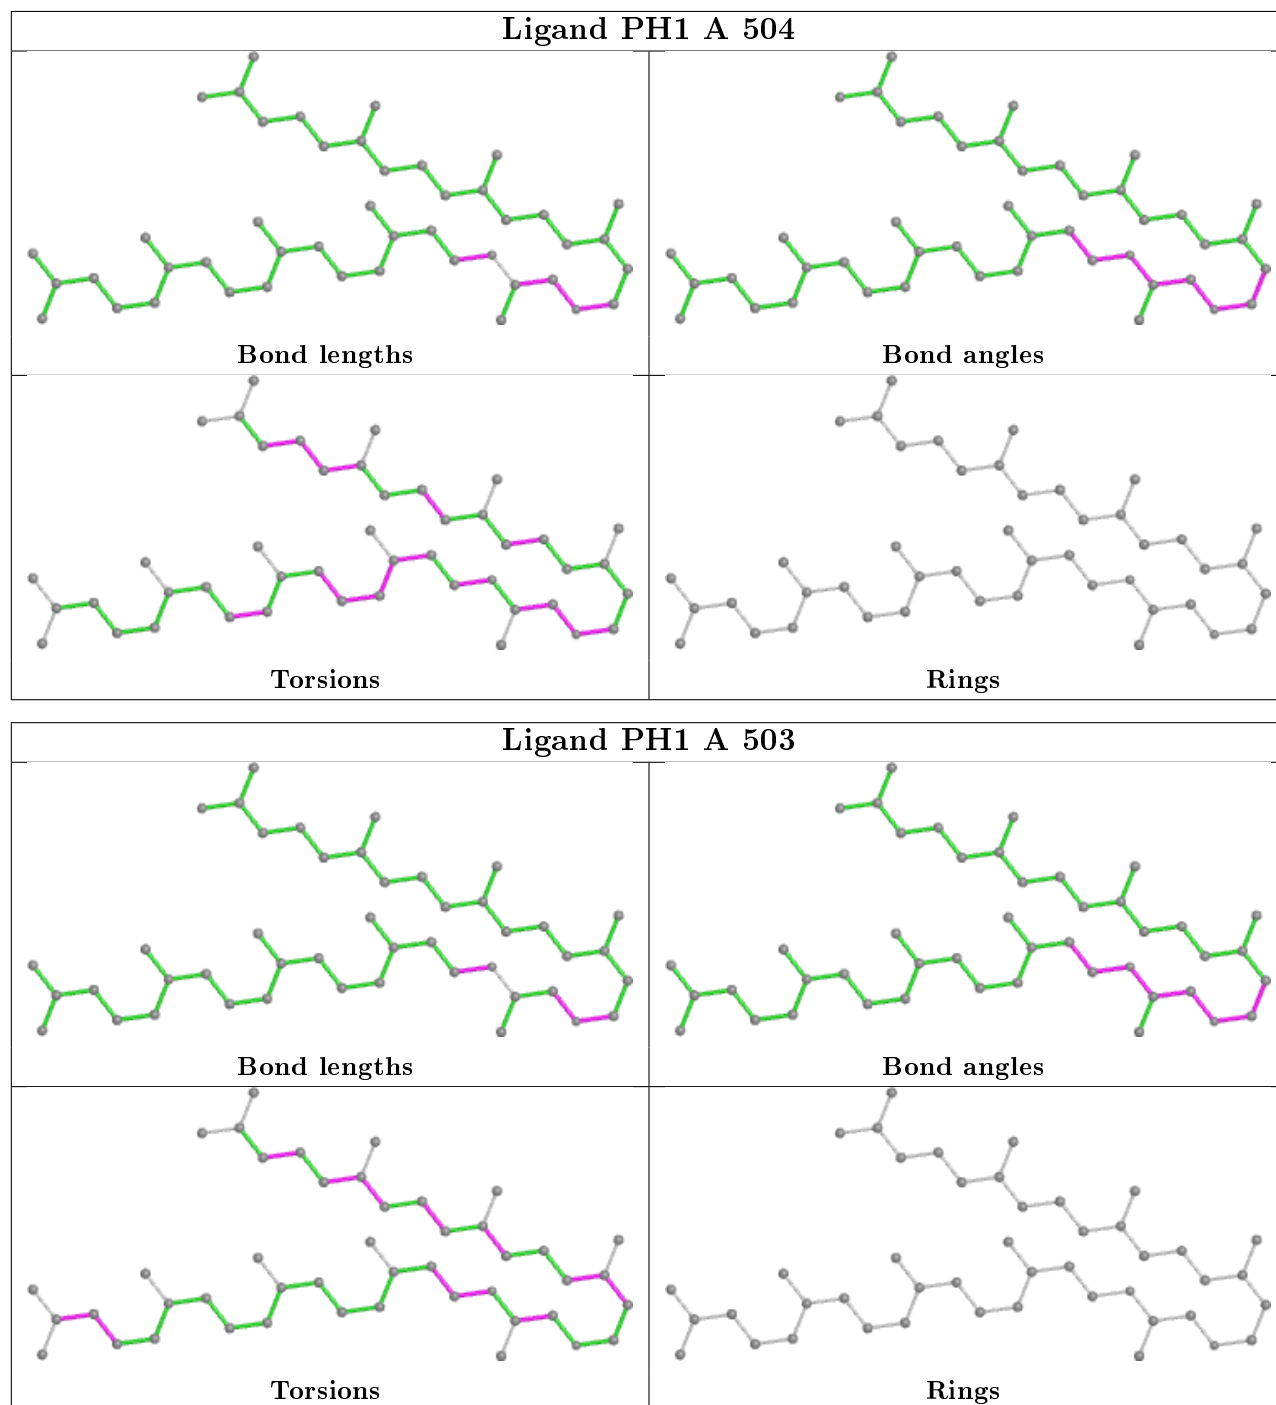 Ligand PH1 A 504
Bond lengths
Bond angles
Torsions
Rings
Ligand PH1 A 503
Bond lengths
Bond angles
Torsions
Rings